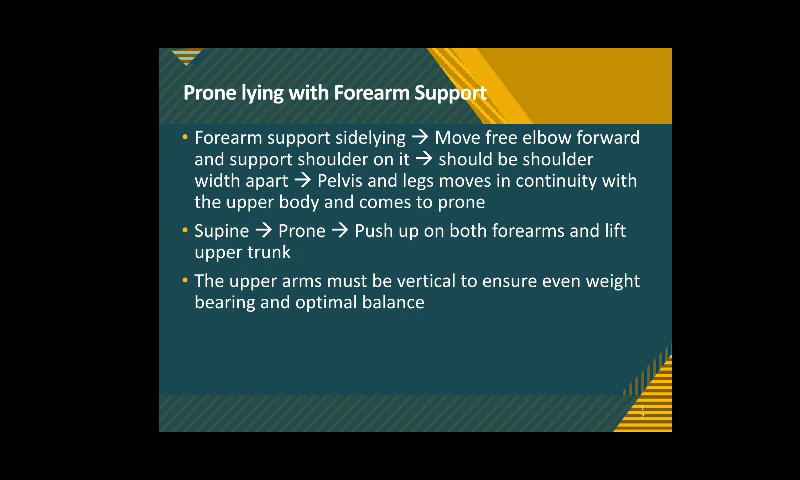 Prone lying with Forearm Support
• Forearm support sidelying → Move free elbow forward
and support shoulder on it → should be shoulder
width apart → Pelvis and legs moves in continuity with
the upper body and comes to prone
• Supine → Prone → Push up on both forearms and lift
upper trunk
• The upper arms must be vertical to ensure even weight
bearing and optimal balance